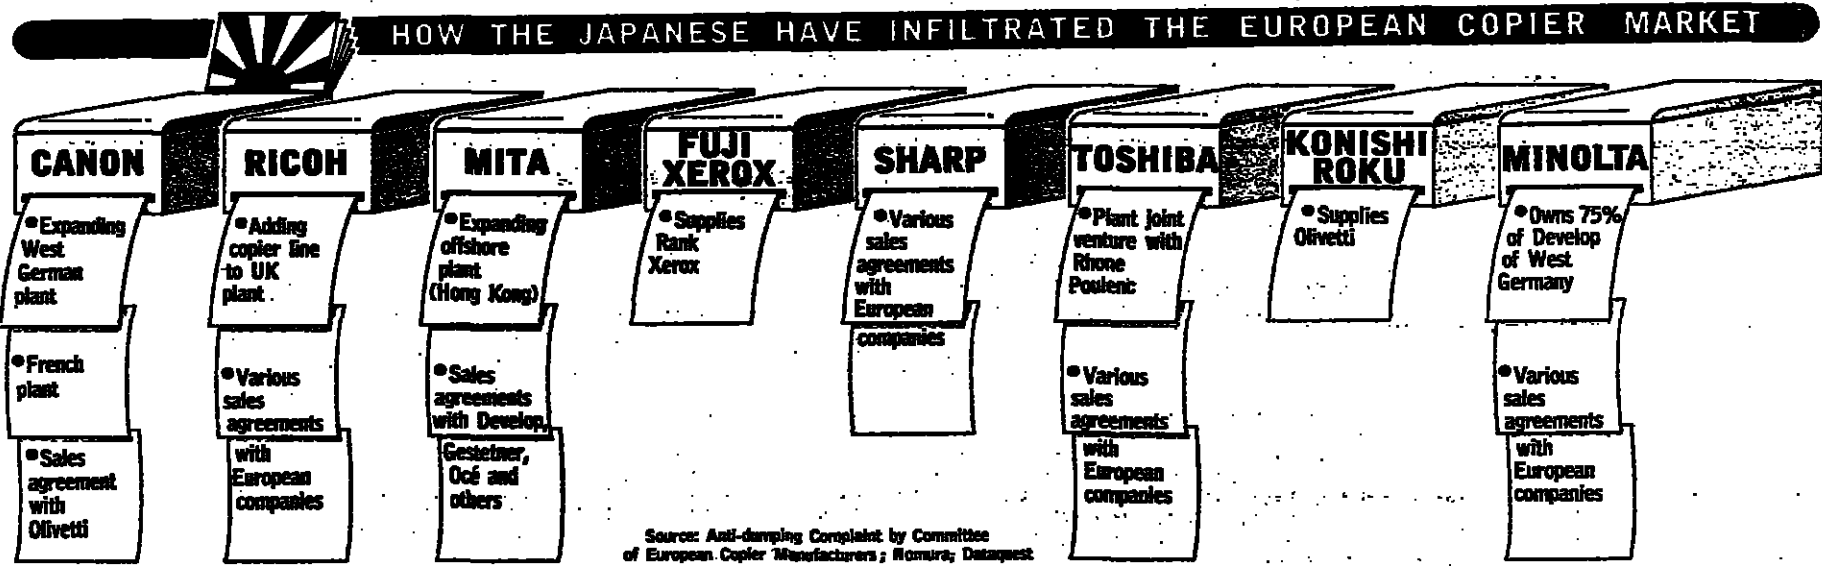 HOW THE JAPANESE HAVE INFILTRATED THE EUROPEAN COPIER MARKET
CANON
•Expanding
West
German
plant
•French
plant
•Sales
agreement
with
Olivetti
RICOH
•Adding
copier line
to UK
plant
•Various
sales
agreements
with
European
companies
MITA
•Expanding
offshore
plant
(Hong Kong)
•Sales
agreements
with Develop,
Gestetner,
Océ and
others
FUJI
XEROX
•Supplies
Rank
Xerox
SHARP
•Various
sales
agreements
with
European
companies
TOSHIBA
•Plant joint
venture with
Rhone
Poulenc
•Various
sales
agreements
with
European
companies
KONISHI
ROKU
•Supplies
Olivetti
MINOLTA
•Owns 75%
of Develop
of West
Germany
•Various
sales
agreements
with
European
companies
Source: Anti-dumping Complaint by Committee
of European Copier Manufacturers; Nomura; Dataquest